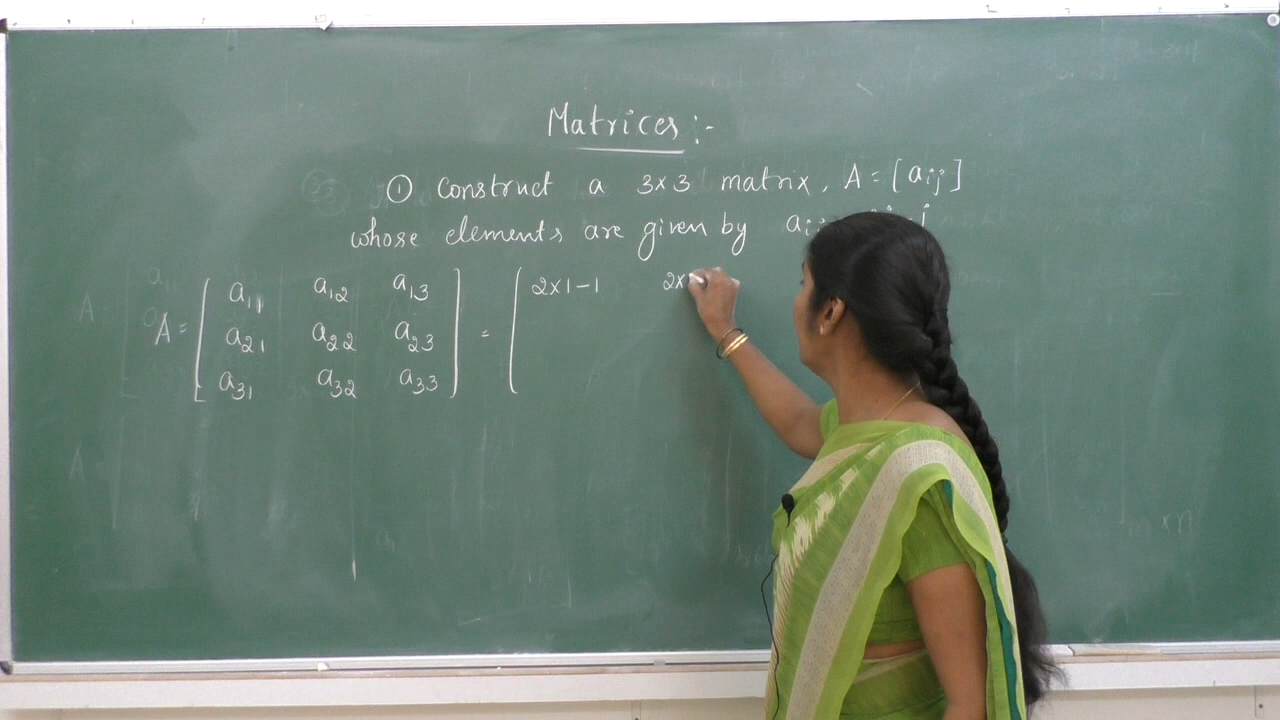 Matrices :-
① Construct a 3×3 matrix, A = [aij]
whose elements are given by
A = [ a11 a12 a13 ] = [ 2×1-1 2×
a21 a22 a23
a31 a32 a33
m×n